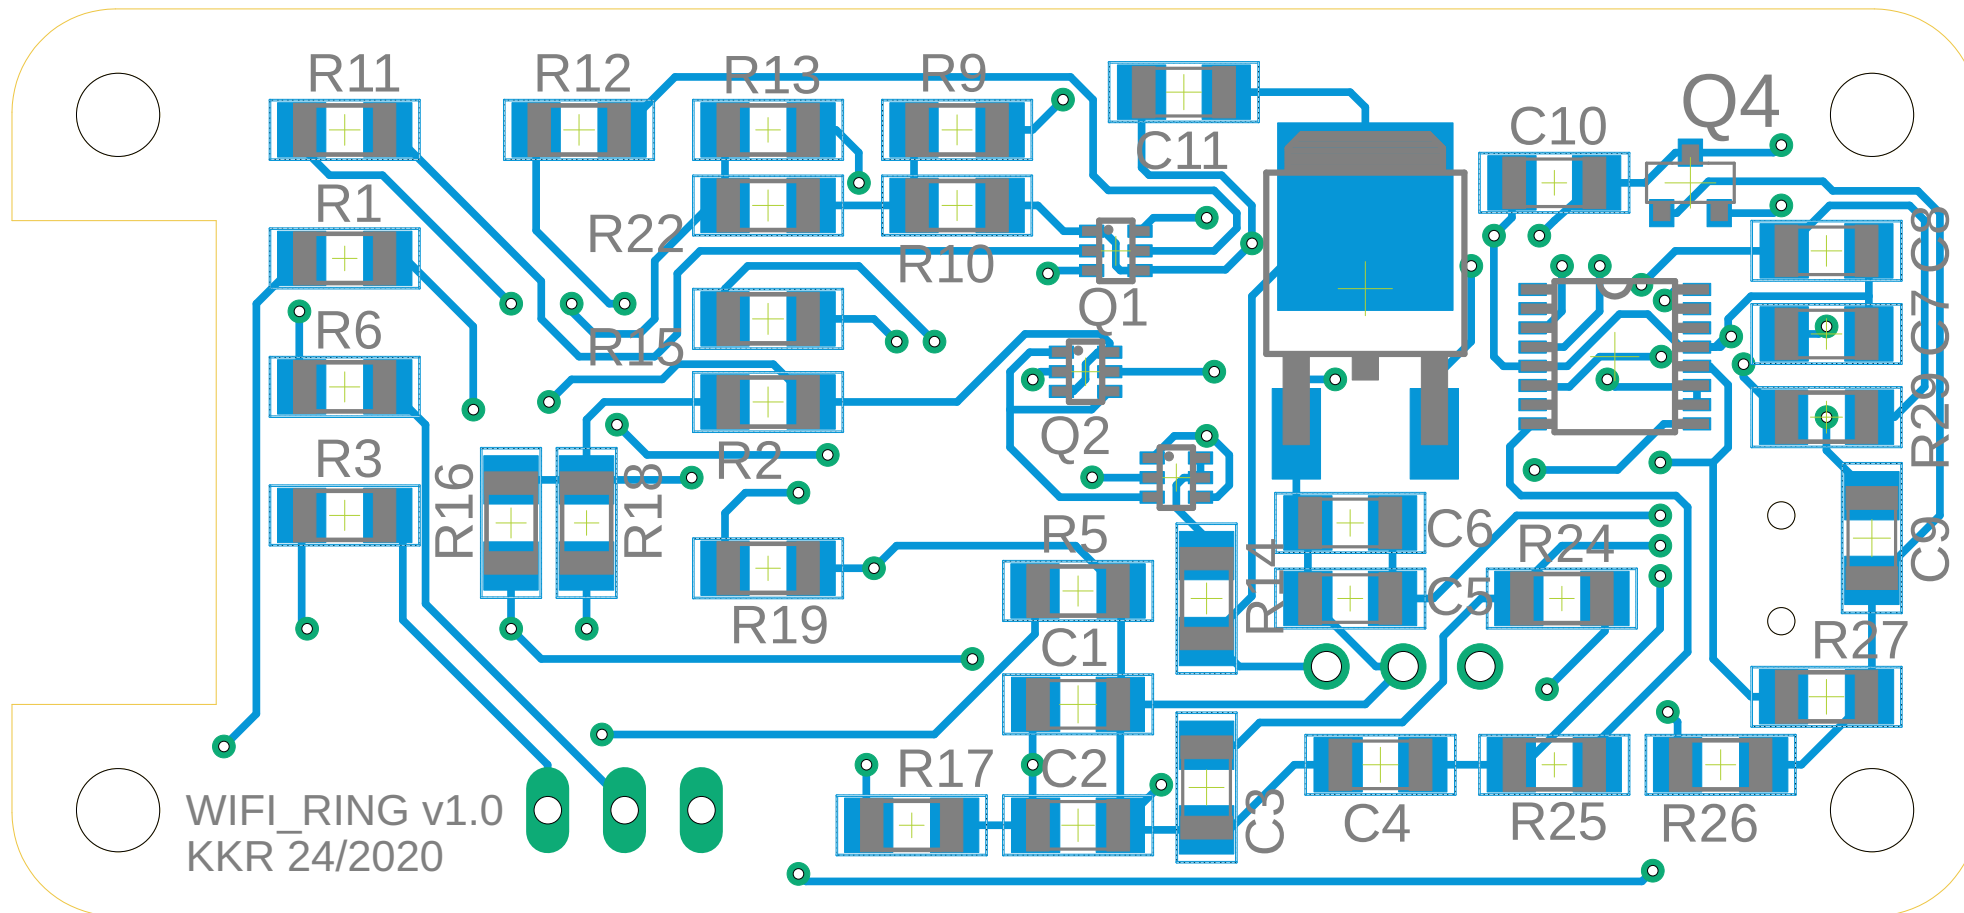 R11
R12
R13
R9
C11
C10
Q4
R1
R22
R10
C8
Q1
R6
R15
C7
R3
R16
R18
R2
Q2
R29
R5
R14
C6
R24
C9
R19
C1
C5
R27
R17
C2
C3
C4
R25
R26
WIFI_RING v1.0
KKR 24/2020